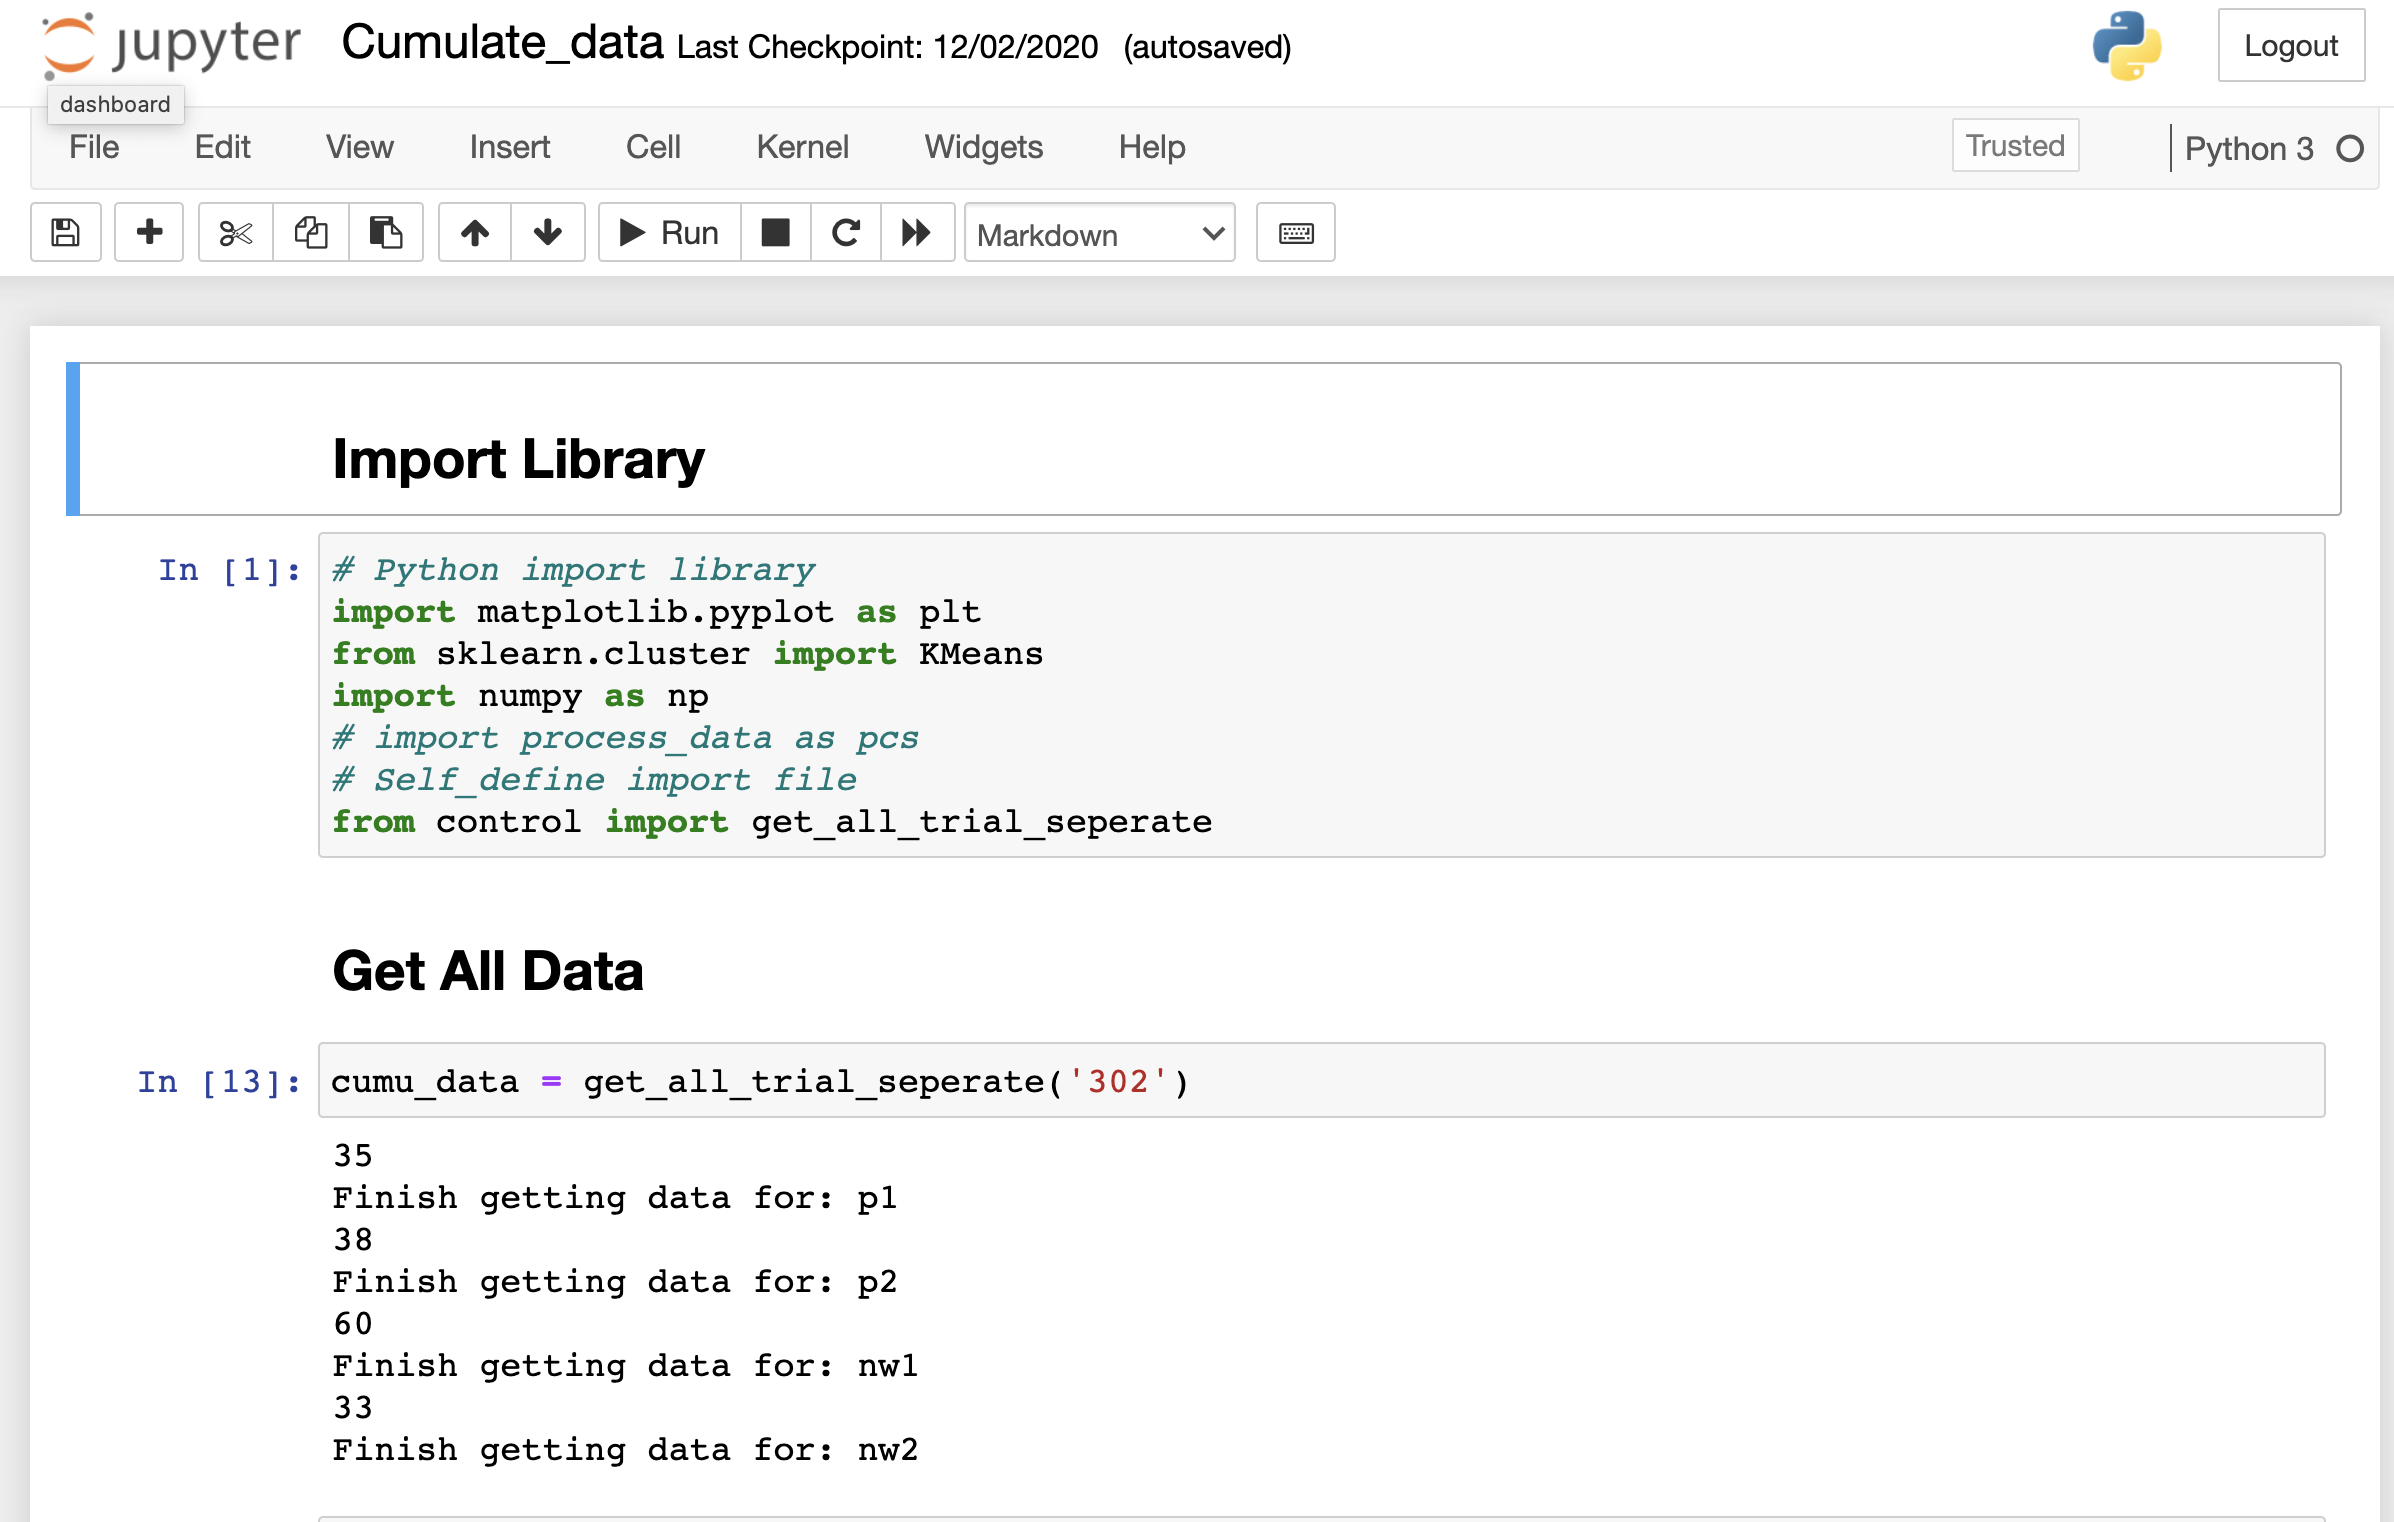 jupyter Cumulate_data Last Checkpoint: 12/02/2020 (autosaved)
Logout
dashboard
File Edit View Insert Cell Kernel Widgets Help
Trusted
Python 3
Run
Markdown
Import Library
In [1]:
# Python import library
import matplotlib.pyplot as plt
from sklearn.cluster import KMeans
import numpy as np
# import process_data as pcs
# Self_define import file
from control import get_all_trial_seperate
Get All Data
In [13]:
cumu_data = get_all_trial_seperate('302')
35
Finish getting data for: p1
38
Finish getting data for: p2
60
Finish getting data for: nw1
33
Finish getting data for: nw2